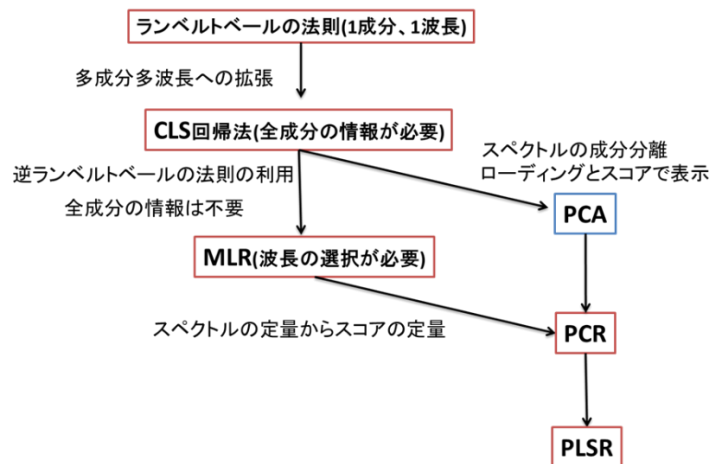 ランベルトベールの法則(1成分、1波長)
多成分多波長への拡張
CLS回帰法(全成分の情報が必要)
スペクトルの成分分離
ローディングとスコアで表示
逆ランベルトベールの法則の利用
全成分の情報は不要
PCA
MLR(波長の選択が必要)
スペクトルの定量からスコアの定量
PCR
PLSR